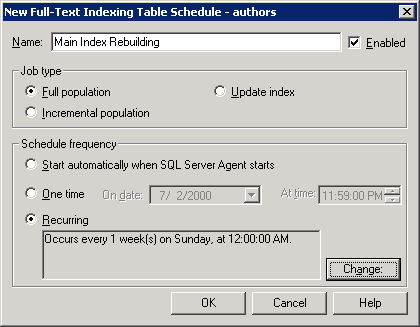 New Full-Text Indexing Table Schedule - authors
Name: Main Index Rebuilding Enabled
Job type
Full population Update index
Incremental population
Schedule frequency
Start automatically when SQL Server Agent starts
One time On date: 7/ 2/2000 At time: 11:59:00 PM
Recurring
Occurs every 1 week(s) on Sunday, at 12:00:00 AM.
Change:
OK Cancel Help